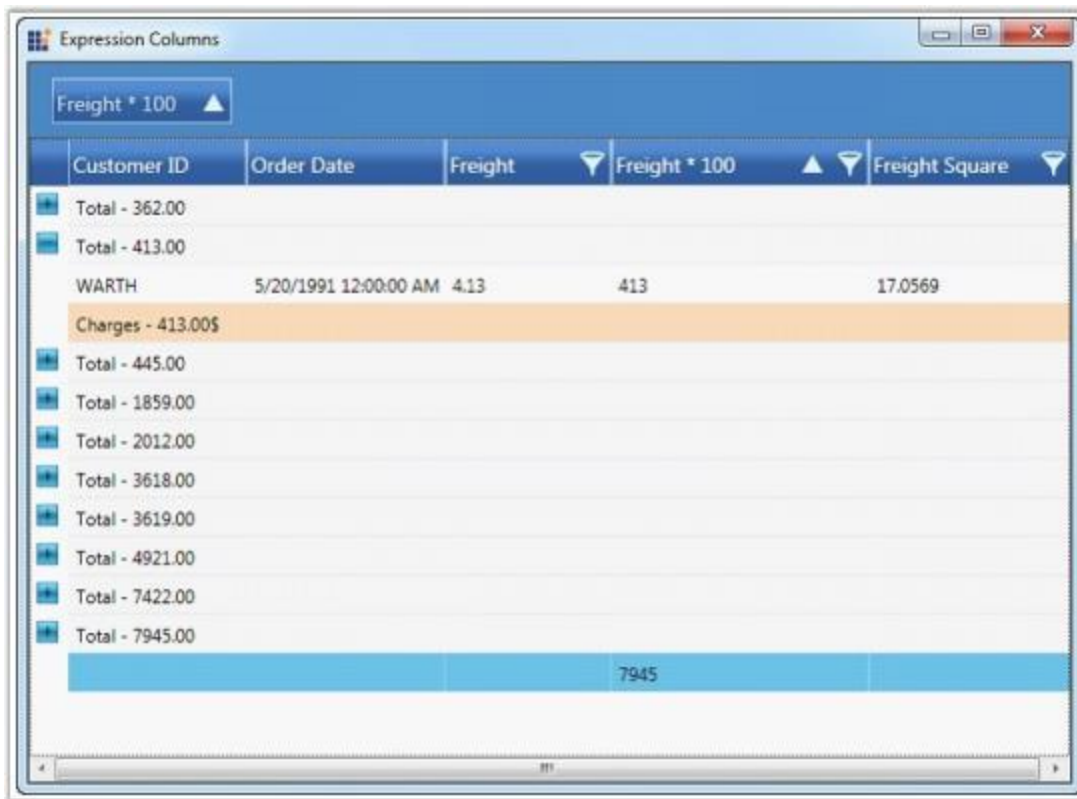 Expression Columns
Freight * 100
Customer ID Order Date Freight Freight * 100 Freight Square
Total - 362.00
Total - 413.00
WARTH 5/20/1991 12:00:00 AM 4.13 413 17.0569
Charges - 413.00$
Total - 445.00
Total - 1859.00
Total - 2012.00
Total - 3618.00
Total - 3619.00
Total - 4921.00
Total - 7422.00
Total - 7945.00
7945